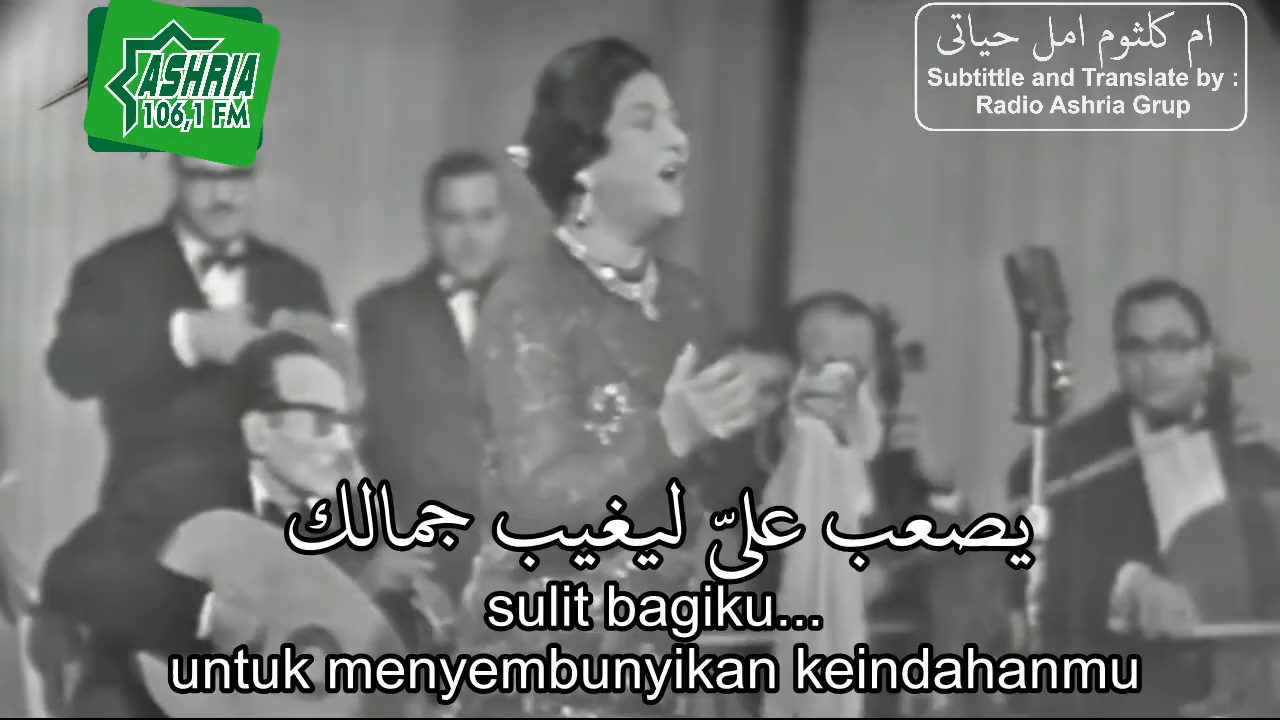 ASHRIA
106,1 FM
ام كلثوم امل حياتى
Subtittle and Translate by :
Radio Ashria Grup
يصعب عليّ ليغيب جمالك
sulit bagiku...
untuk menyembunyikan keindahanmu